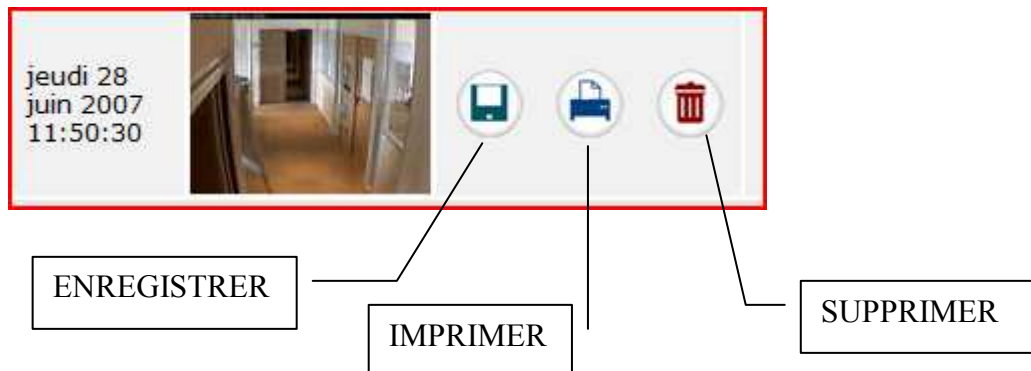 jeudi 28
juin 2007
11:50:30
ENREGISTRER
IMPRIMER
SUPPRIMER